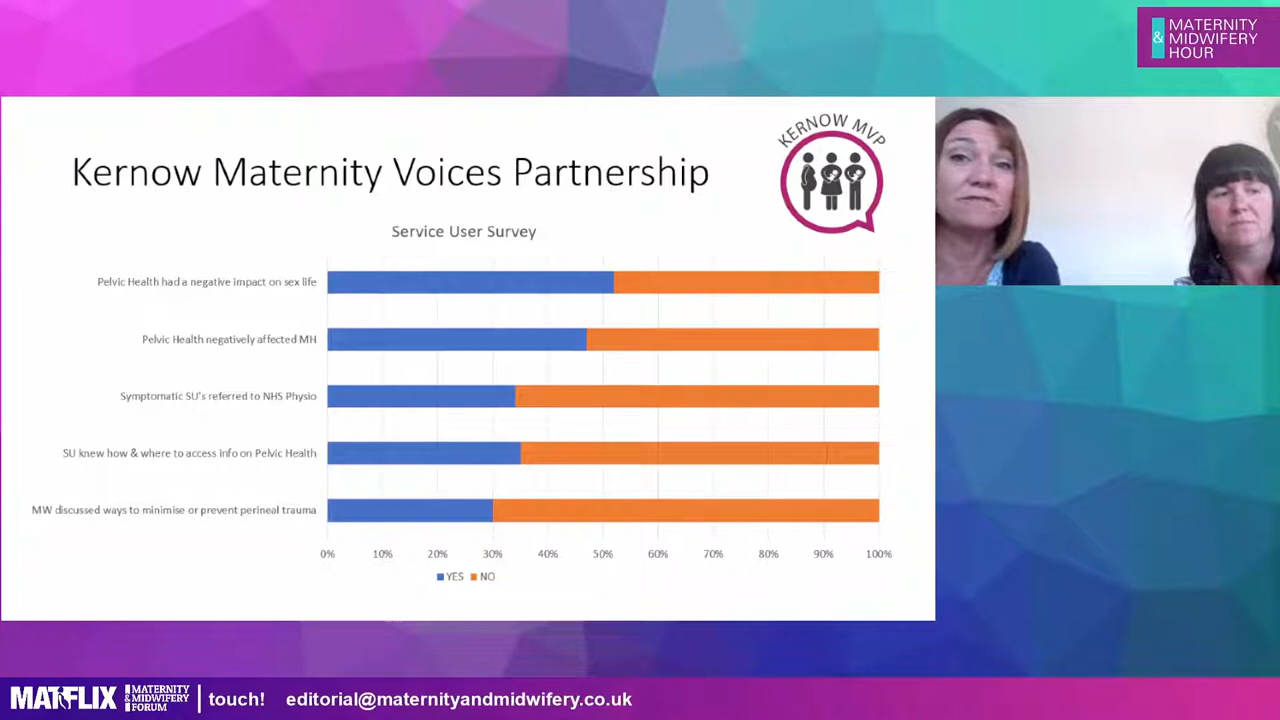 MATERNITY
& MIDWIFERY
HOUR
KERNOW MVP
Kernow Maternity Voices Partnership
Service User Survey
Pelvic Health had a negative impact on sex life
Pelvic Health negatively affected MH
Symptomatic SU's referred to NHS Physio
SU knew how & where to access info on Pelvic Health
MW discussed ways to minimise or prevent perineal trauma
0% 10% 20% 30% 40% 50% 60% 70% 80% 90% 100%
YES NO
MATFLIX
MATERNITY
& MIDWIFERY
FORUM
touch!
editorial@maternityandmidwifery.co.uk